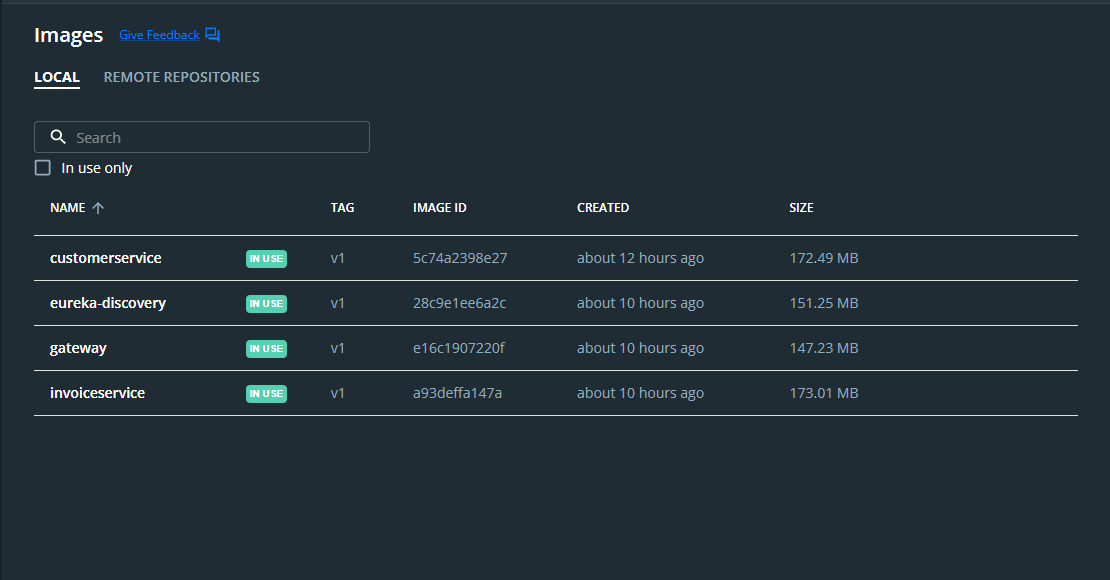 Images Give Feedback
LOCAL REMOTE REPOSITORIES
Search
In use only
NAME TAG IMAGE ID CREATED SIZE
customerservice IN USE v1 5c74a2398e27 about 12 hours ago 172.49 MB
eureka-discovery IN USE v1 28c9e1ee6a2c about 10 hours ago 151.25 MB
gateway IN USE v1 e16c1907220f about 10 hours ago 147.23 MB
invoiceservice IN USE v1 a93deffa147a about 10 hours ago 173.01 MB